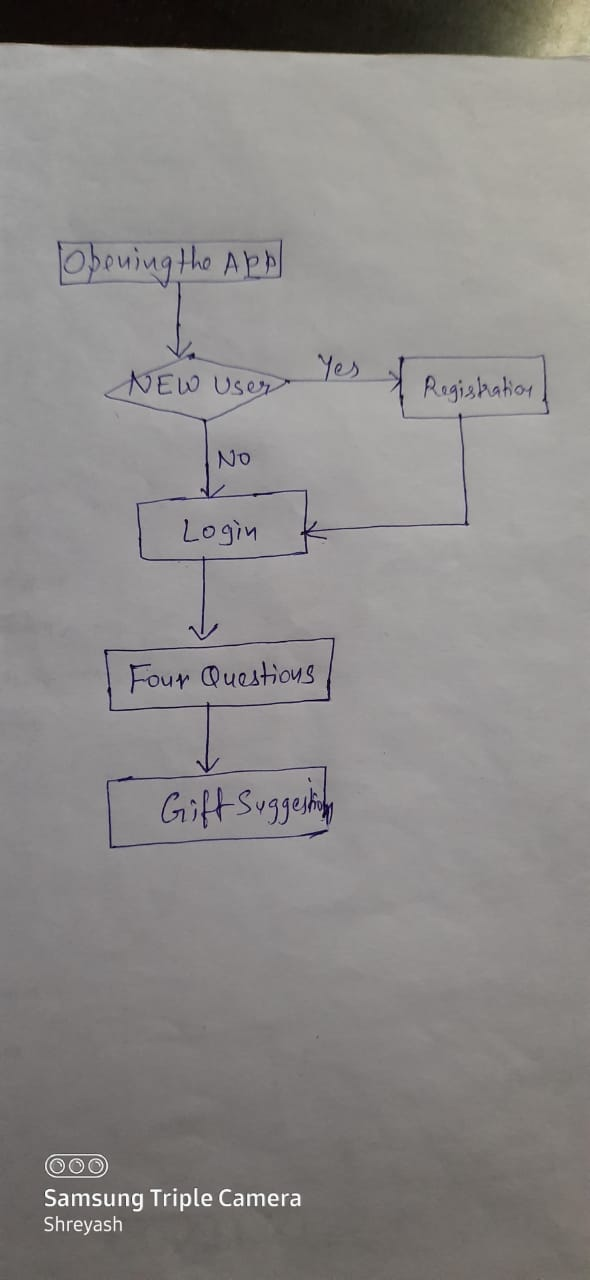 Opening the App
NEW User
Yes
Registration
NO
Login
Four Questions
Gift Suggestion
Samsung Triple Camera
Shreyash